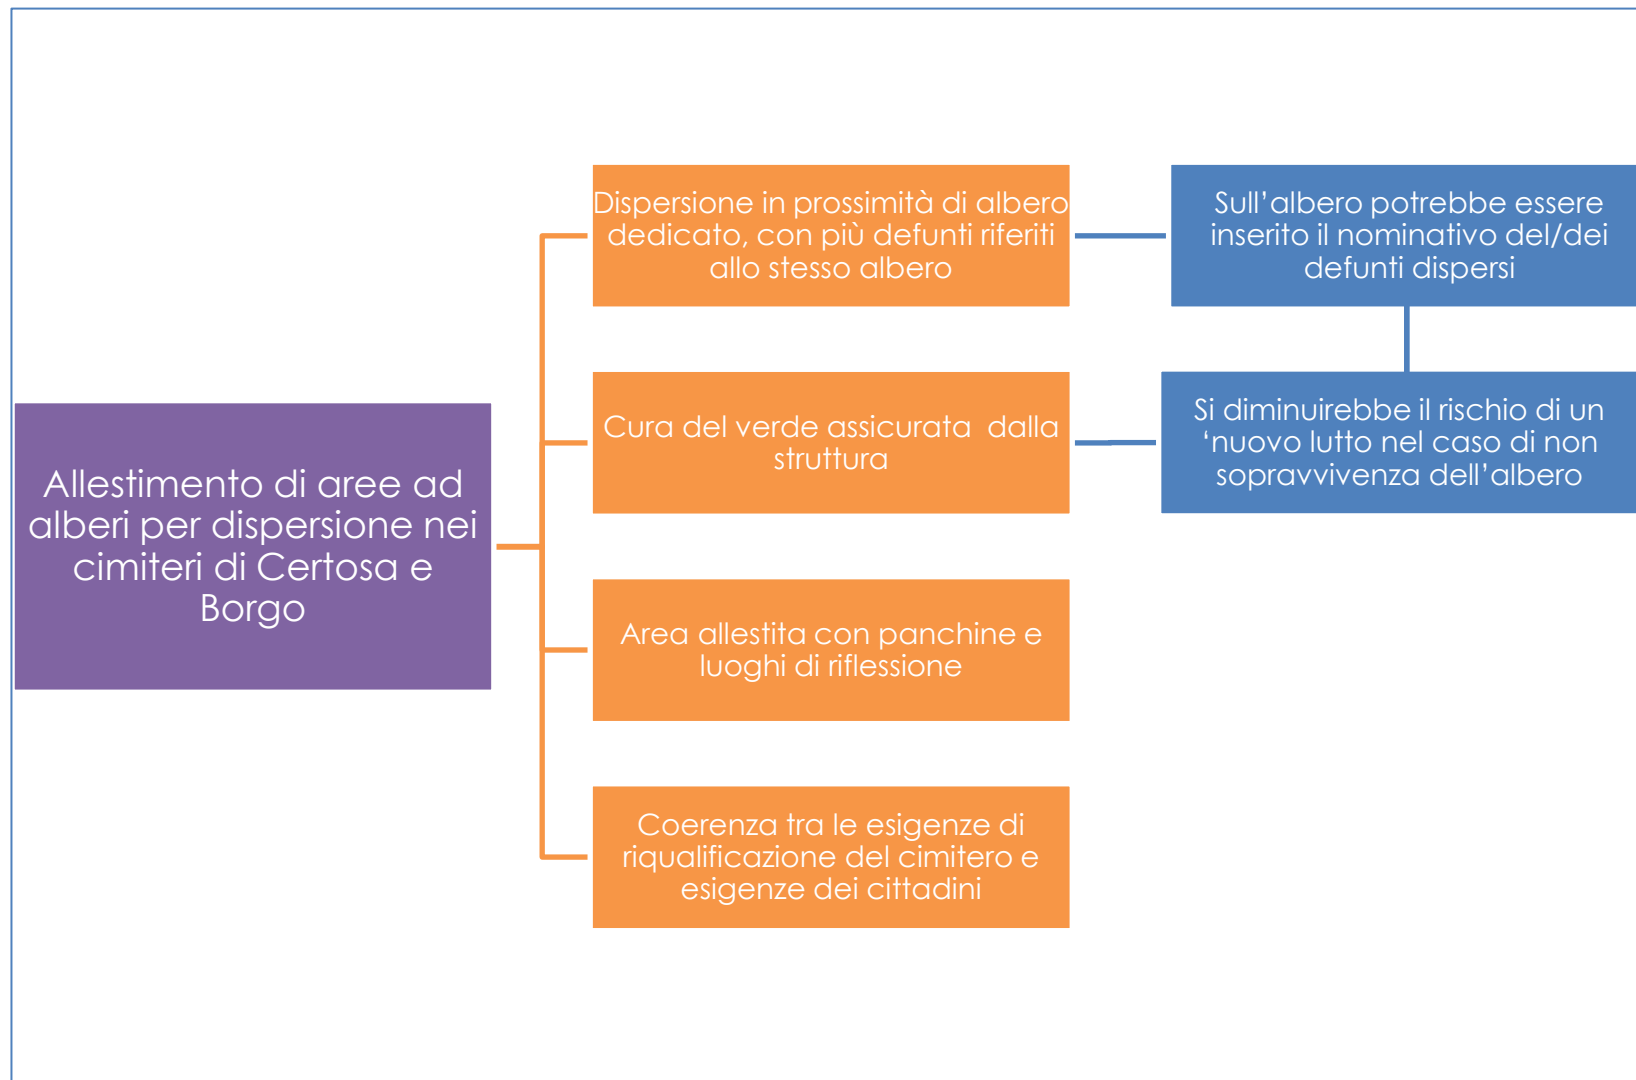 Allestimento di aree ad
alberi per dispersione nei
cimiteri di Certosa e
Borgo
Dispersione in prossimità di albero
dedicato, con più defunti riferiti
allo stesso albero
Sull’albero potrebbe essere
inserito il nominativo del/dei
defunti dispersi
Cura del verde assicurata  dalla
struttura
Si diminuirebbe il rischio di un
‘nuovo lutto nel caso di non
sopravvivenza dell’albero
Area allestita con panchine e
luoghi di riflessione
Coerenza tra le esigenze di
riqualificazione del cimitero e
esigenze dei cittadini